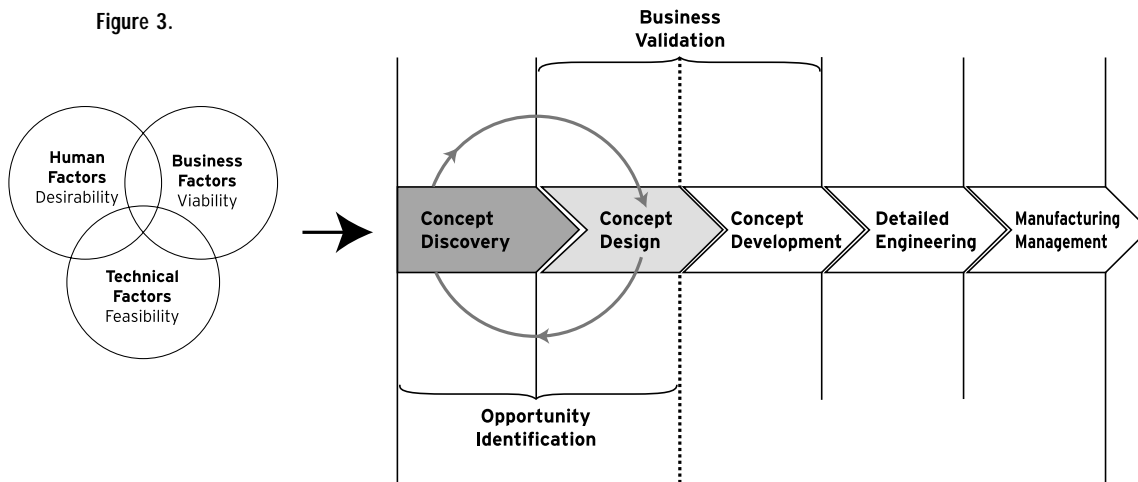 Figure 3.
Business
Validation
Human
Factors
Desirability
Business
Factors
Viability
Technical
Factors
Feasibility
Concept
Discovery
Concept
Design
Concept
Development
Detailed
Engineering
Manufacturing
Management
Opportunity
Identification